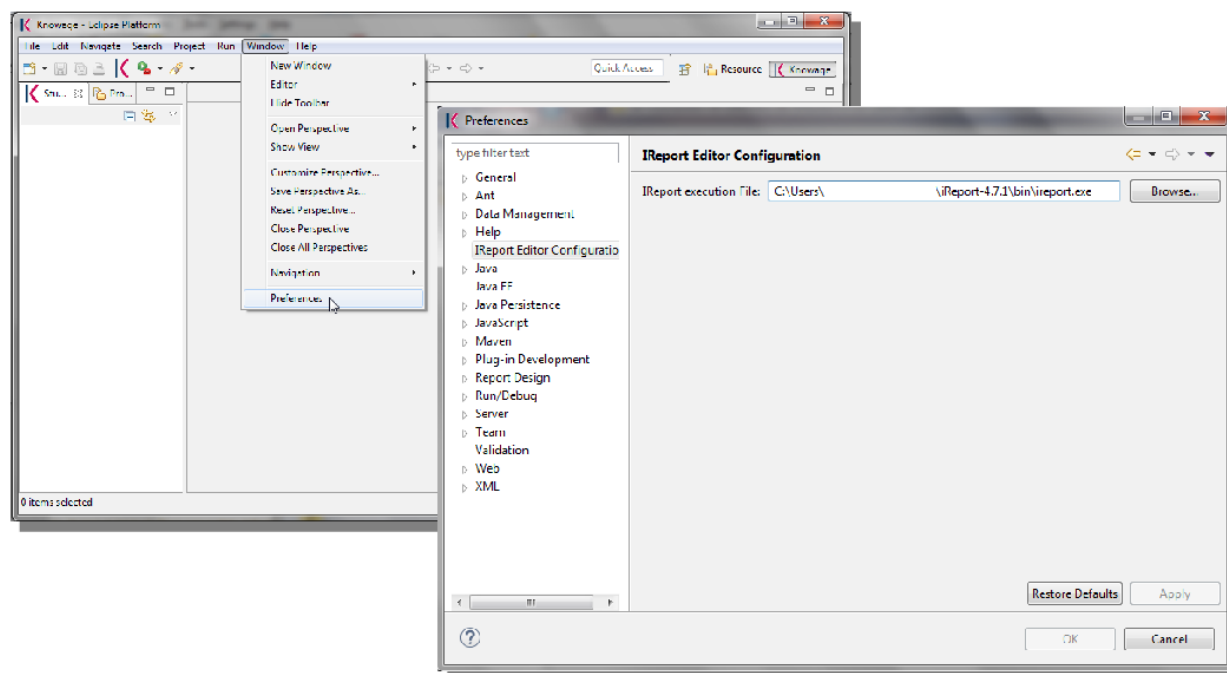 Knowage - Eclipse Platform
File Edit Navigate Search Project Run Window Help
Quick Access Resource Knowage
Stu... Pro...
New Window
Editor
Hide Toolbar
Open Perspective
Show View
Customize Perspective...
Save Perspective As...
Reset Perspective...
Close Perspective
Close All Perspectives
Navigation
Preferences
0 items selected
Preferences
type filter text
General
Ant
Data Management
Help
IReport Editor Configuratio
Java
Java EE
Java Persistence
JavaScript
Maven
Plug-in Development
Report Design
Run/Debug
Server
Team
Validation
Web
XML
IReport Editor Configuration
IReport execution File: C:\Users\ \iReport-4.7.1\bin\ireport.exe Browse...
Restore Defaults Apply
OK Cancel